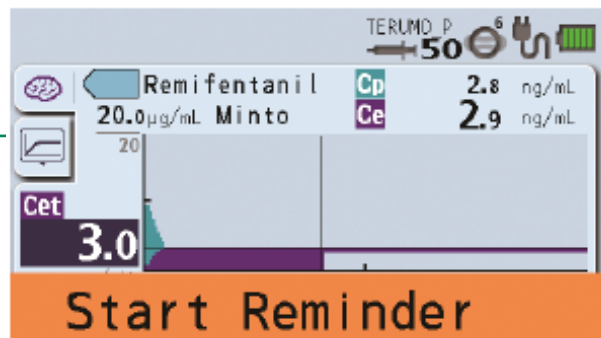 TERUMO P 50 6
Remifentanil Cp 2.8 ng/mL
20.0µg/mL Minto Ce 2.9 ng/mL
20
Cet
3.0
Start Reminder